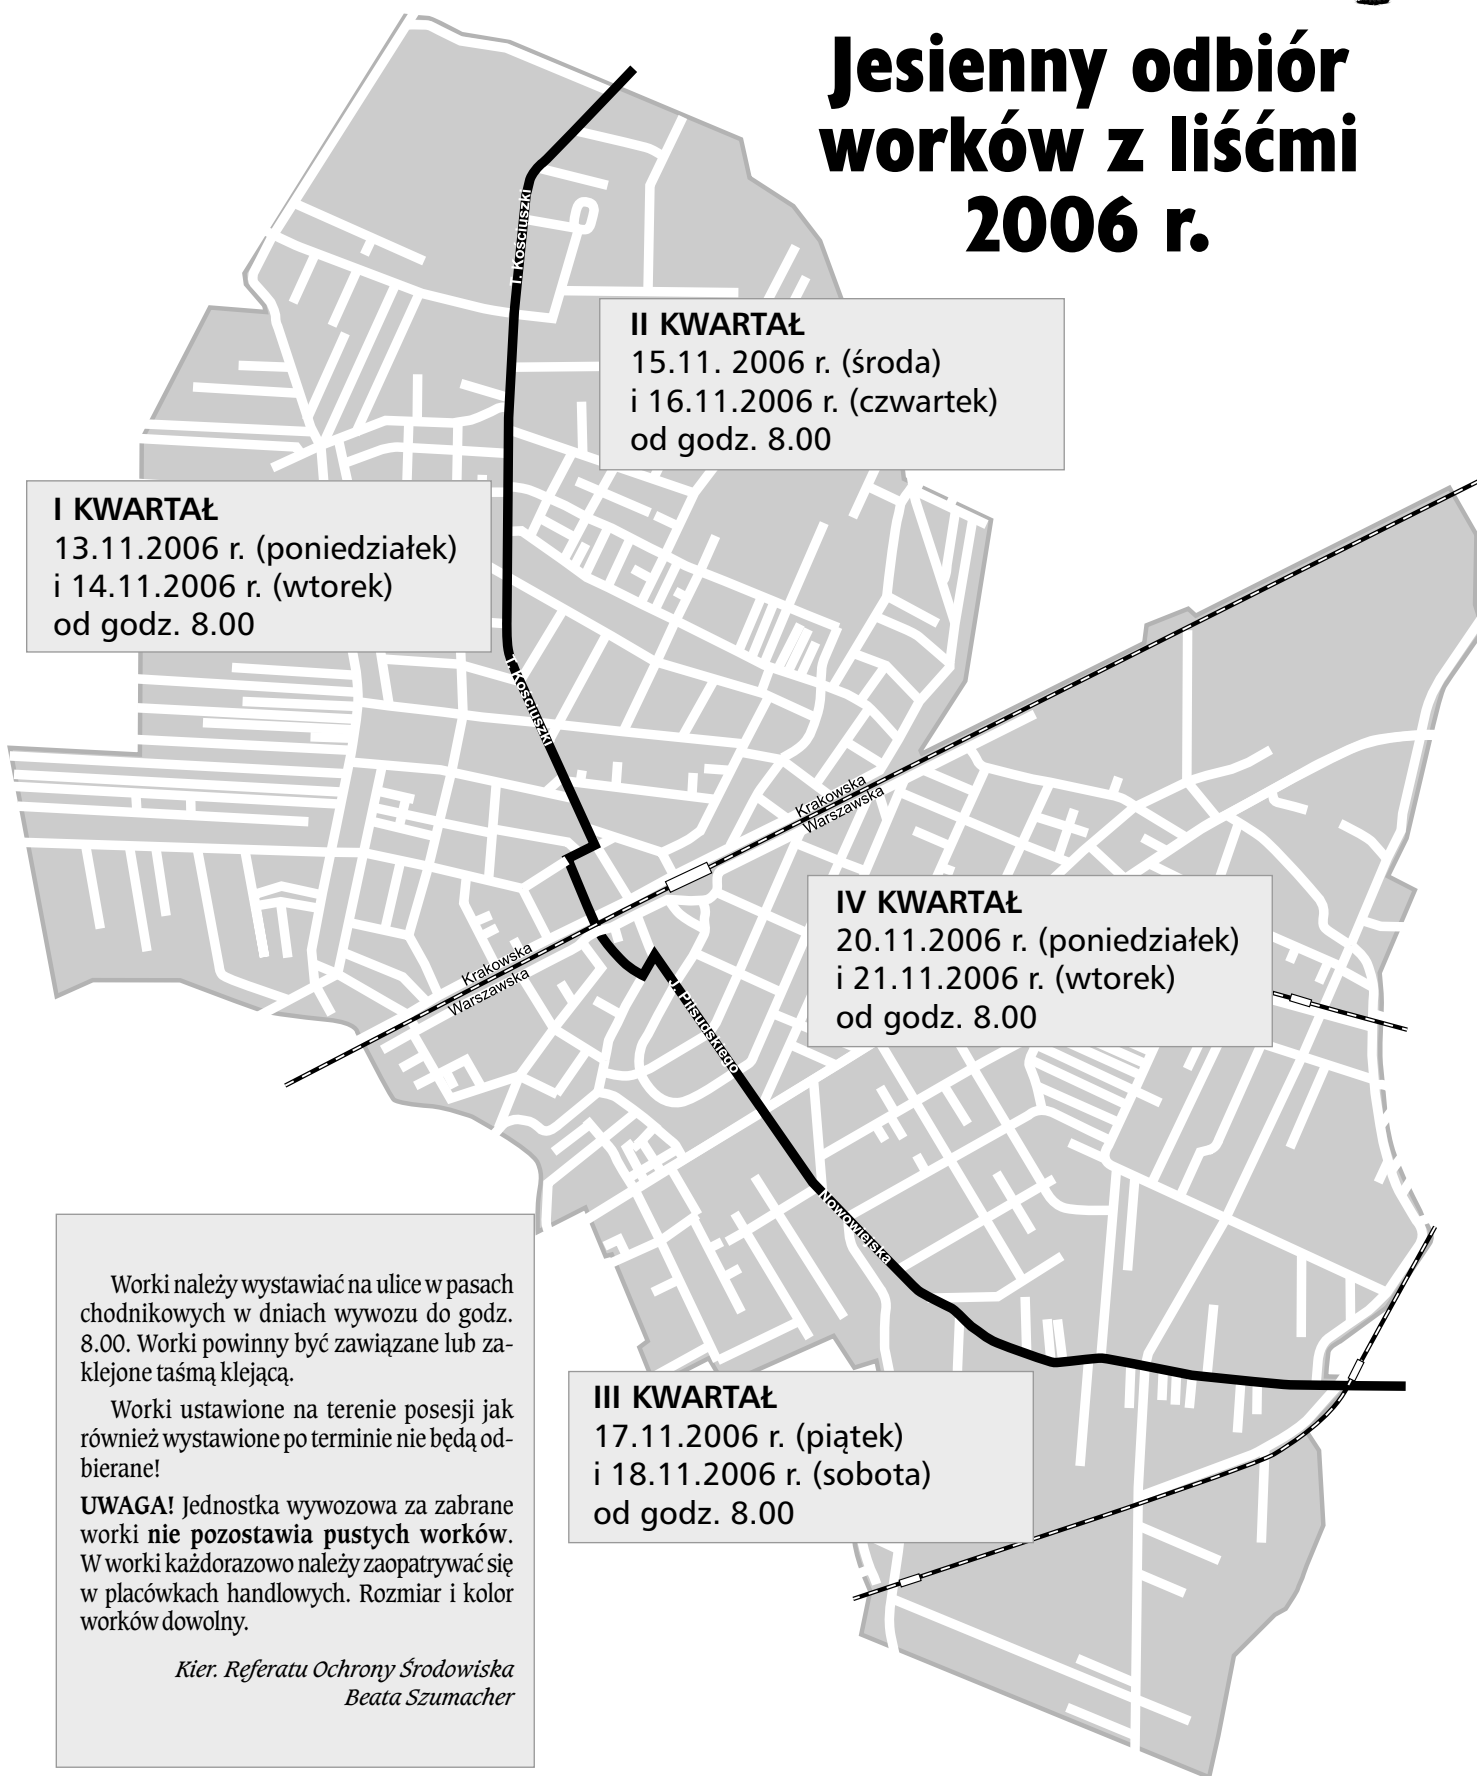 Jesienny odbiór
worków z liśćmi
2006 r.
T. Kościuszki
II KWARTAŁ
15.11. 2006 r. (środa)
i 16.11.2006 r. (czwartek)
od godz. 8.00
I KWARTAŁ
13.11.2006 r. (poniedziałek)
i 14.11.2006 r. (wtorek)
od godz. 8.00
T. Kościuszki
Krakowska
Warszawska
IV KWARTAŁ
20.11.2006 r. (poniedziałek)
i 21.11.2006 r. (wtorek)
od godz. 8.00
Krakowska
Warszawska
J. Piłsudskiego
Nowowiejska
Worki należy wystawiać na ulice w pasach
chodnikowych w dniach wywozu do godz.
8.00. Worki powinny być zawiązane lub za-
klejone taśmą klejącą.
Worki ustawione na terenie posesji jak
również wystawione po terminie nie będą od-
bierane!
UWAGA! Jednostka wywozowa za zabrane
worki nie pozostawia pustych worków.
W worki każdorazowo należy zaopatrywać się
w placówkach handlowych. Rozmiar i kolor
worków dowolny.
Kier. Referatu Ochrony Środowiska
Beata Szumacher
III KWARTAŁ
17.11.2006 r. (piątek)
i 18.11.2006 r. (sobota)
od godz. 8.00